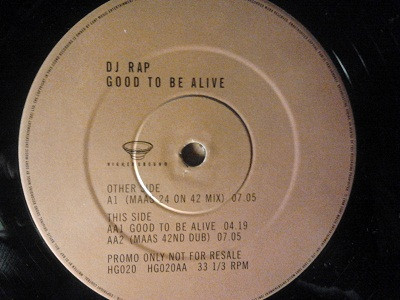 DJ RAP
GOOD TO BE ALIVE
HIGHERGROUND
OTHER SIDE
A1 (MAAS 24 ON 42 MIX) 07.05
THIS SIDE
AA1 GOOD TO BE ALIVE 04.19
AA2 (MAAS 42ND DUB) 07.05
PROMO ONLY NOT FOR RESALE
HG020 HG020AA 33 1/3 RPM